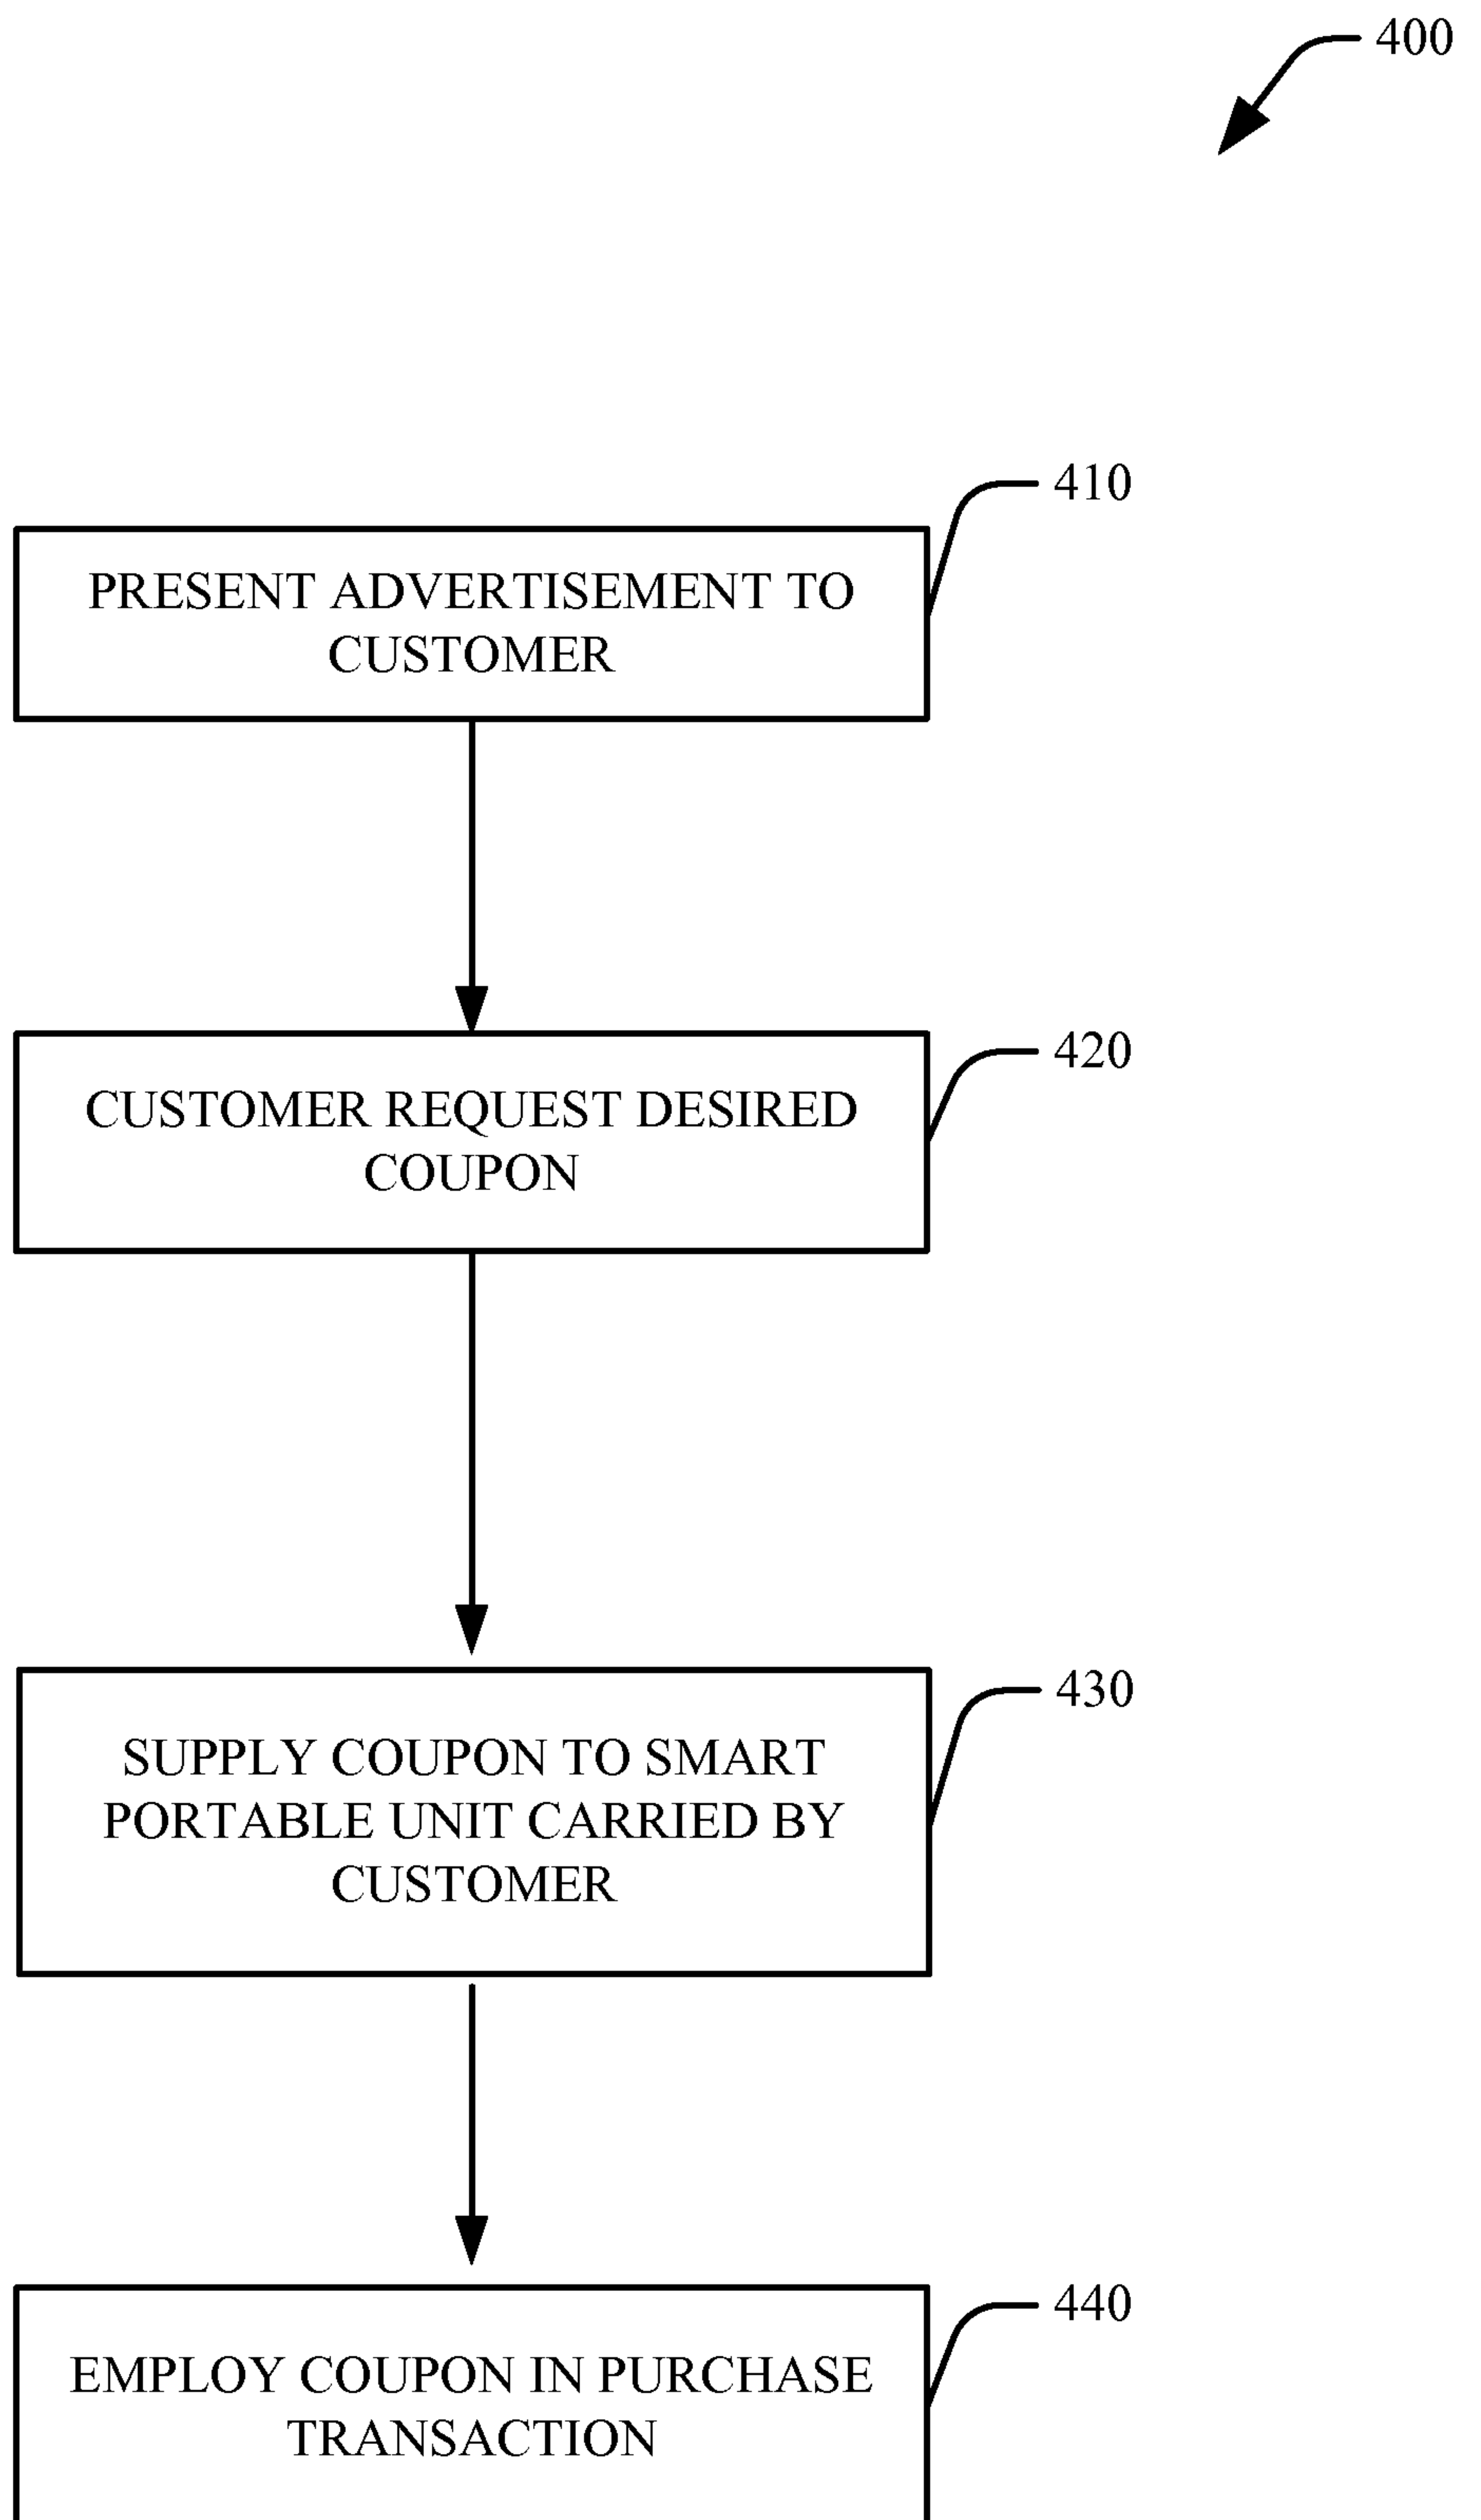 400
410
PRESENT ADVERTISEMENT TO
CUSTOMER
420
CUSTOMER REQUEST DESIRED
COUPON
430
SUPPLY COUPON TO SMART
PORTABLE UNIT CARRIED BY
CUSTOMER
440
EMPLOY COUPON IN PURCHASE
TRANSACTION